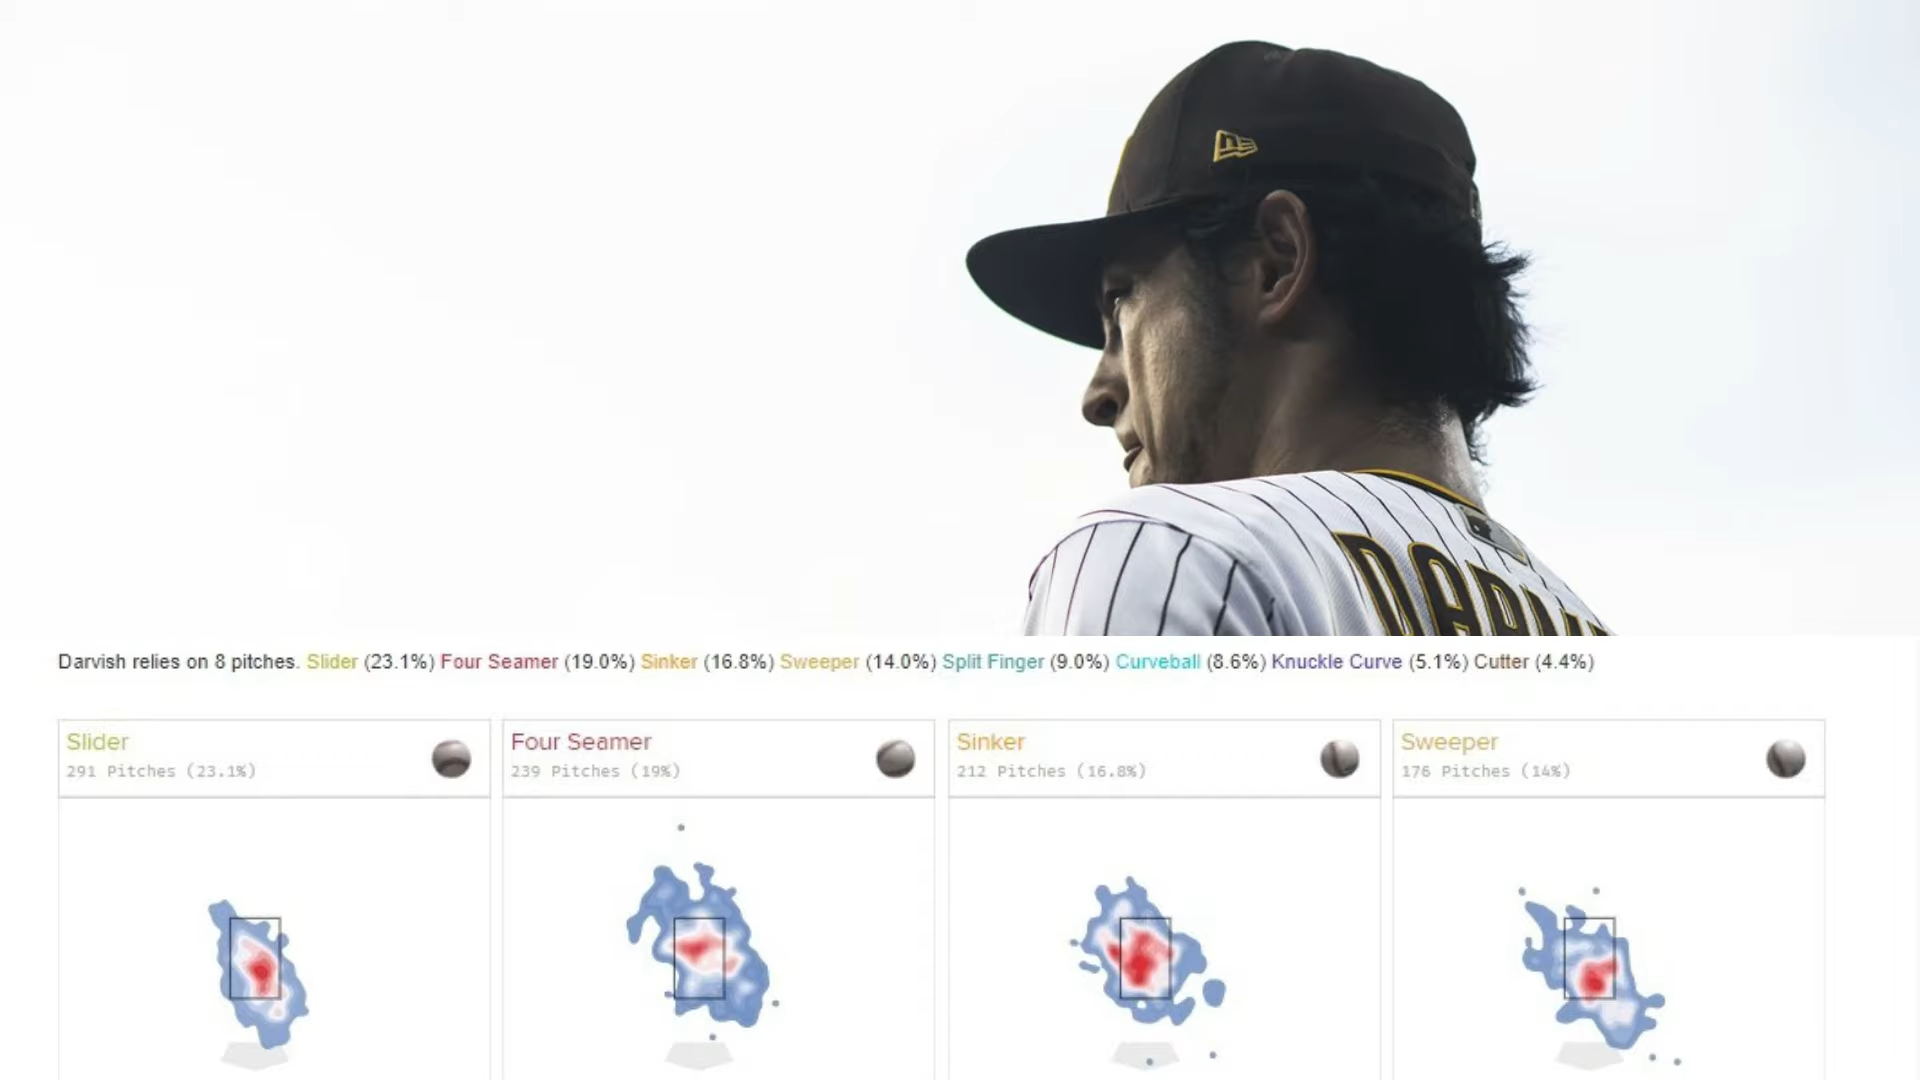 Darvish relies on 8 pitches. Slider (23.1%) Four Seamer (19.0%) Sinker (16.8%) Sweeper (14.0%) Split Finger (9.0%) Curveball (8.6%) Knuckle Curve (5.1%) Cutter (4.4%)
Slider
291 Pitches (23.1%)
Four Seamer
239 Pitches (19%)
Sinker
212 Pitches (16.8%)
Sweeper
176 Pitches (14%)